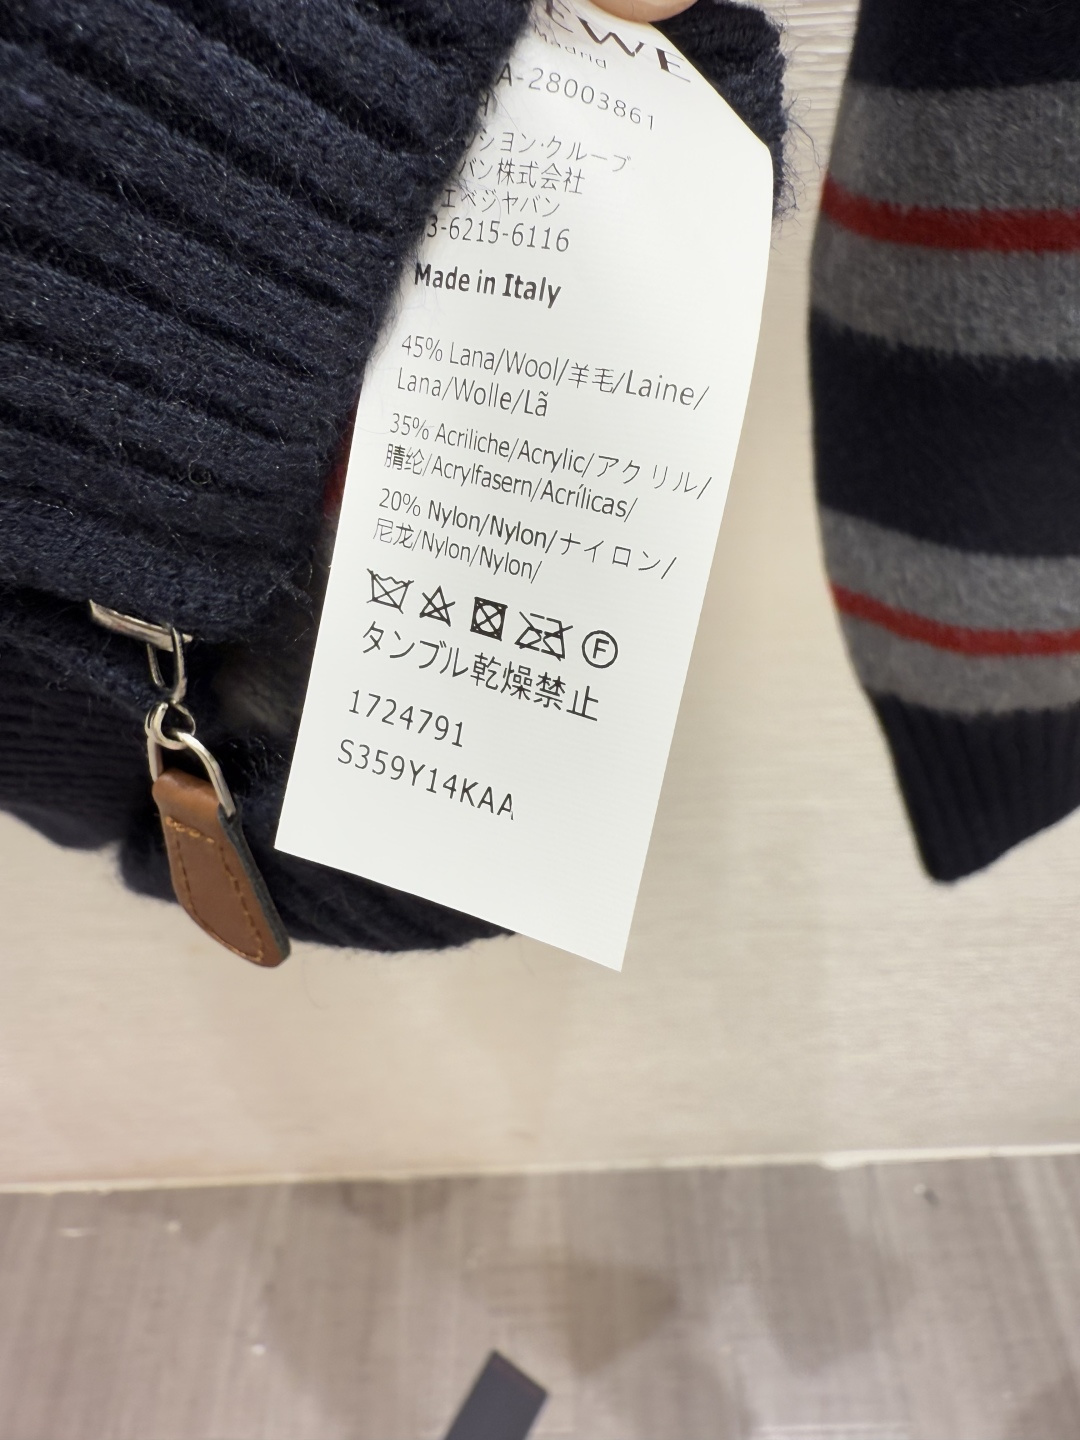 EWE
Madrid
A-28003861
ション・クループ
バン株式会社
エベジヤバン
3-6215-6116
Made in Italy
45% Lana/Wool/羊毛/Laine/
Lana/Wolle/Lã
35% Acriliche/Acrylic/アクリル/
腈纶/Acrylfasern/Acrílicas/
20% Nylon/Nylon/ナイロン/
尼龙/Nylon/Nylon/
F
タンブル乾燥禁止
1724791
S359Y14KAA